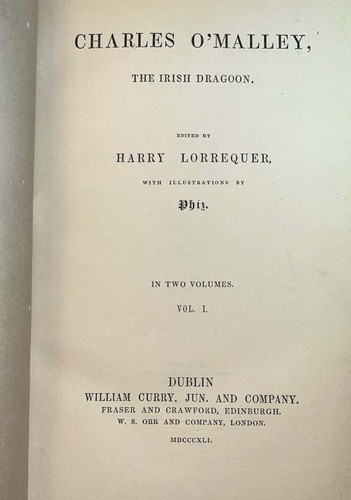 CHARLES O'MALLEY,
THE IRISH DRAGOON.
EDITED BY
HARRY LORREQUER,
WITH ILLUSTRATIONS BY
Phiz.
IN TWO VOLUMES.
VOL. I.
DUBLIN
WILLIAM CURRY, JUN. AND COMPANY.
FRASER AND CRAWFORD, EDINBURGH.
W. S. ORR AND COMPANY, LONDON.
MDCCCXLI.